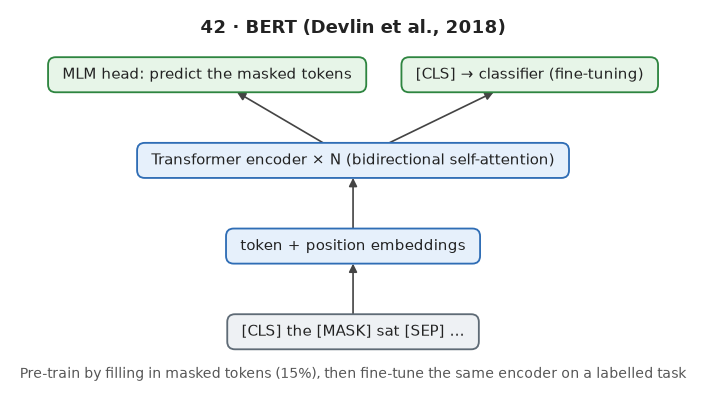 42 · BERT (Devlin et al., 2018)
MLM head: predict the masked tokens
[CLS] → classifier (fine-tuning)
Transformer encoder × N (bidirectional self-attention)
token + position embeddings
[CLS] the [MASK] sat [SEP] …
Pre-train by filling in masked tokens (15%), then fine-tune the same encoder on a labelled task